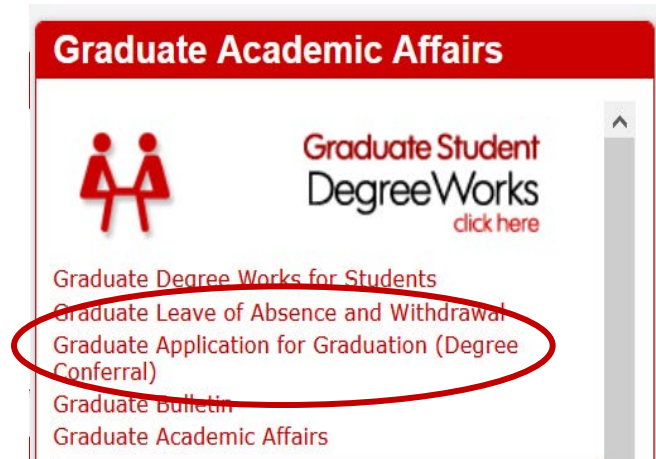 Graduate Academic Affairs
Graduate Student
DegreeWorks
click here
Graduate Degree Works for Students
Graduate Leave of Absence and Withdrawal
Graduate Application for Graduation (Degree
Conferral)
Graduate Bulletin
Graduate Academic Affairs